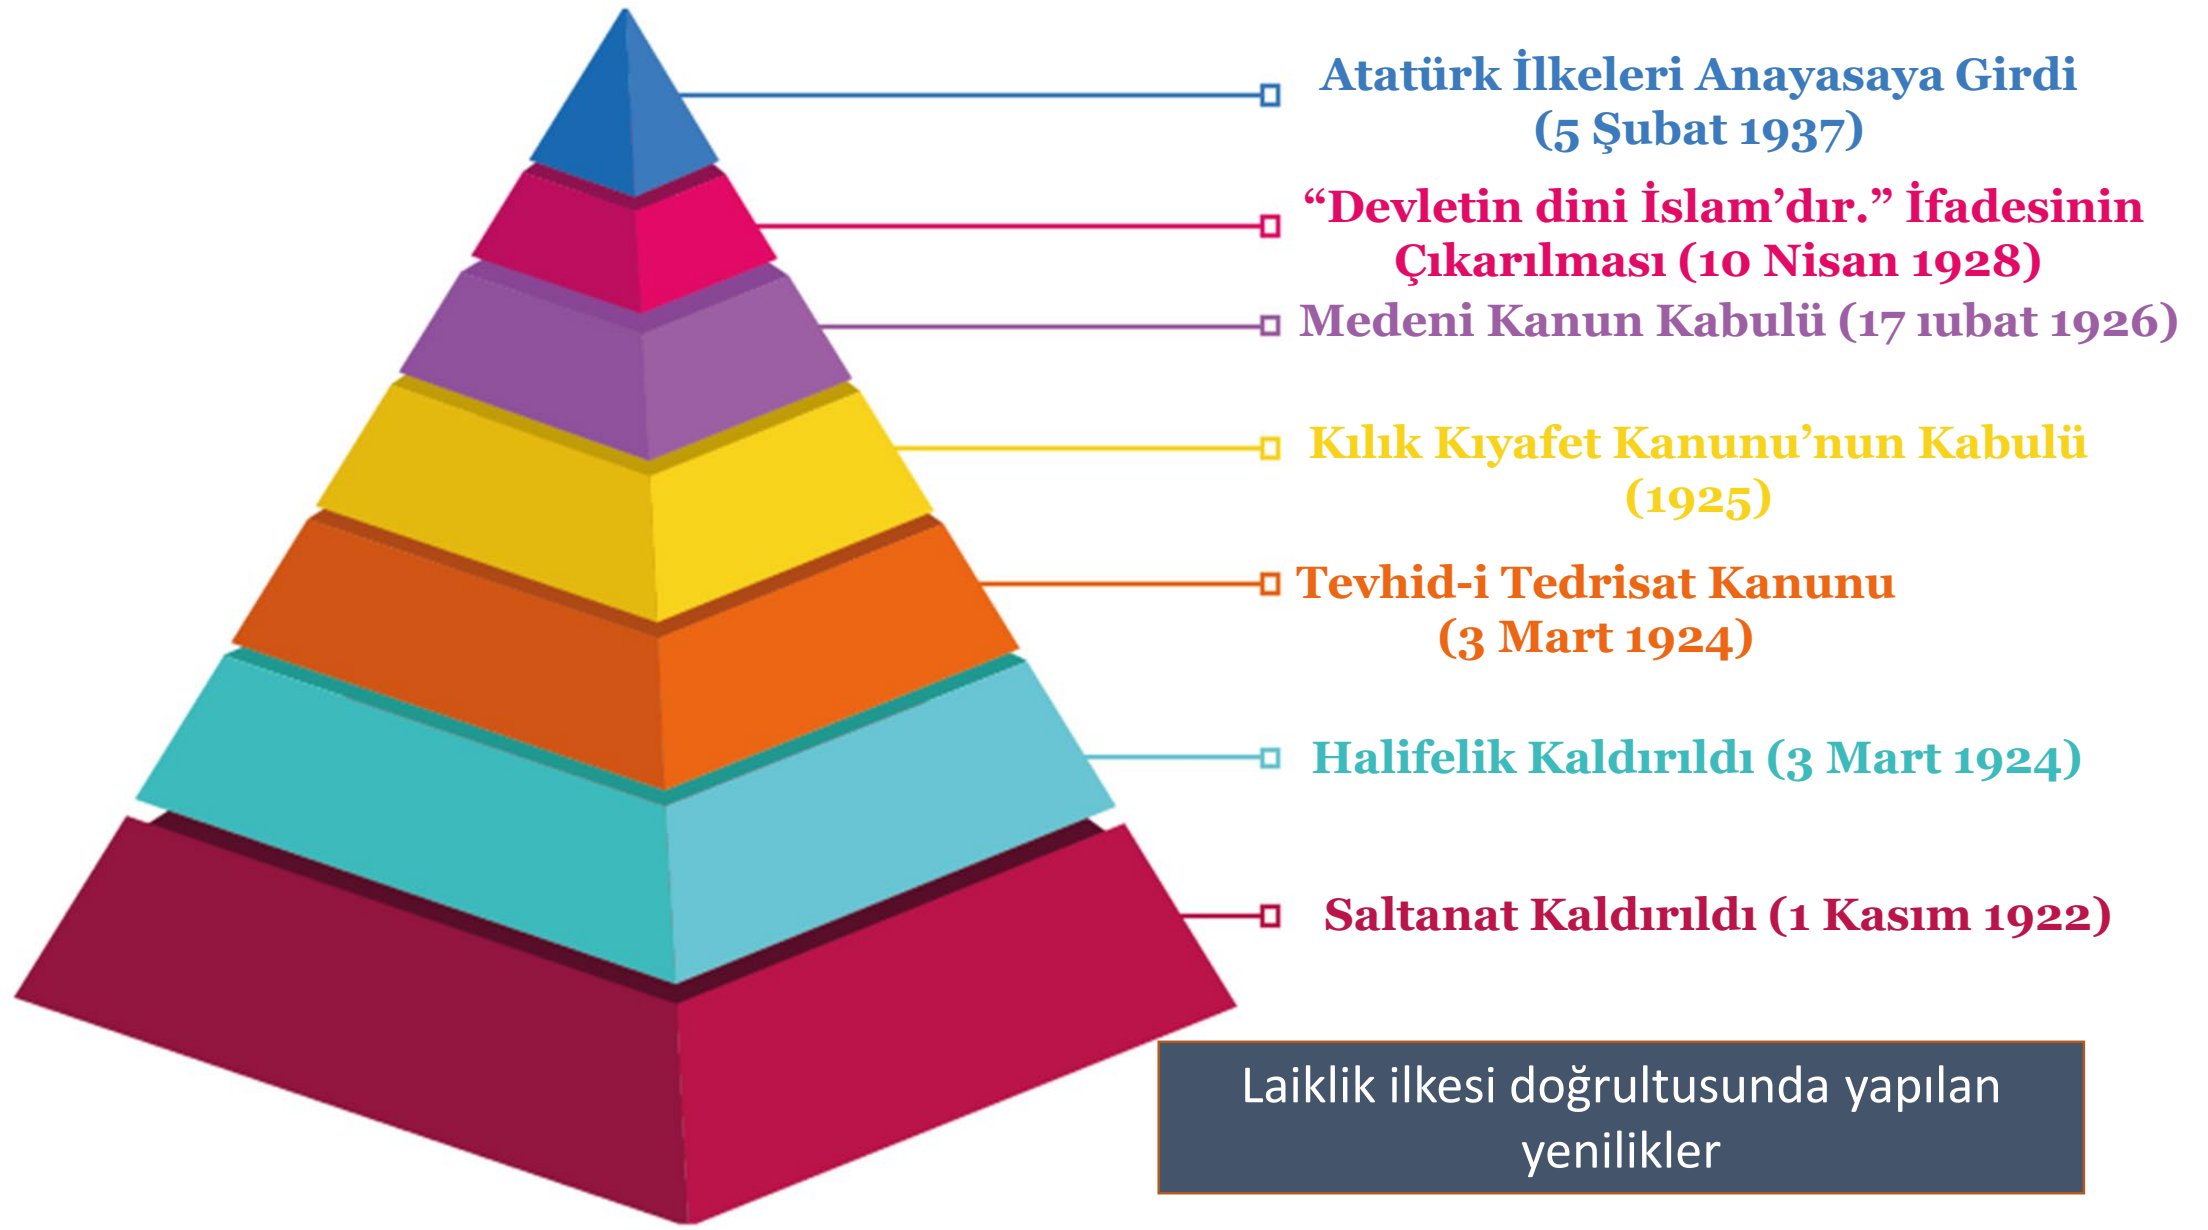 Atatürk İlkeleri Anayasaya Girdi
(5 Şubat 1937)
“Devletin dini İslam’dır.” İfadesinin
Çıkarılması (10 Nisan 1928)
Medeni Kanun Kabulü (17 ıubat 1926)
Kılık Kıyafet Kanunu’nun Kabulü
(1925)
Tevhid-i Tedrisat Kanunu
(3 Mart 1924)
Halifelik Kaldırıldı (3 Mart 1924)
Saltanat Kaldırıldı (1 Kasım 1922)
Laiklik ilkesi doğrultusunda yapılan
yenilikler